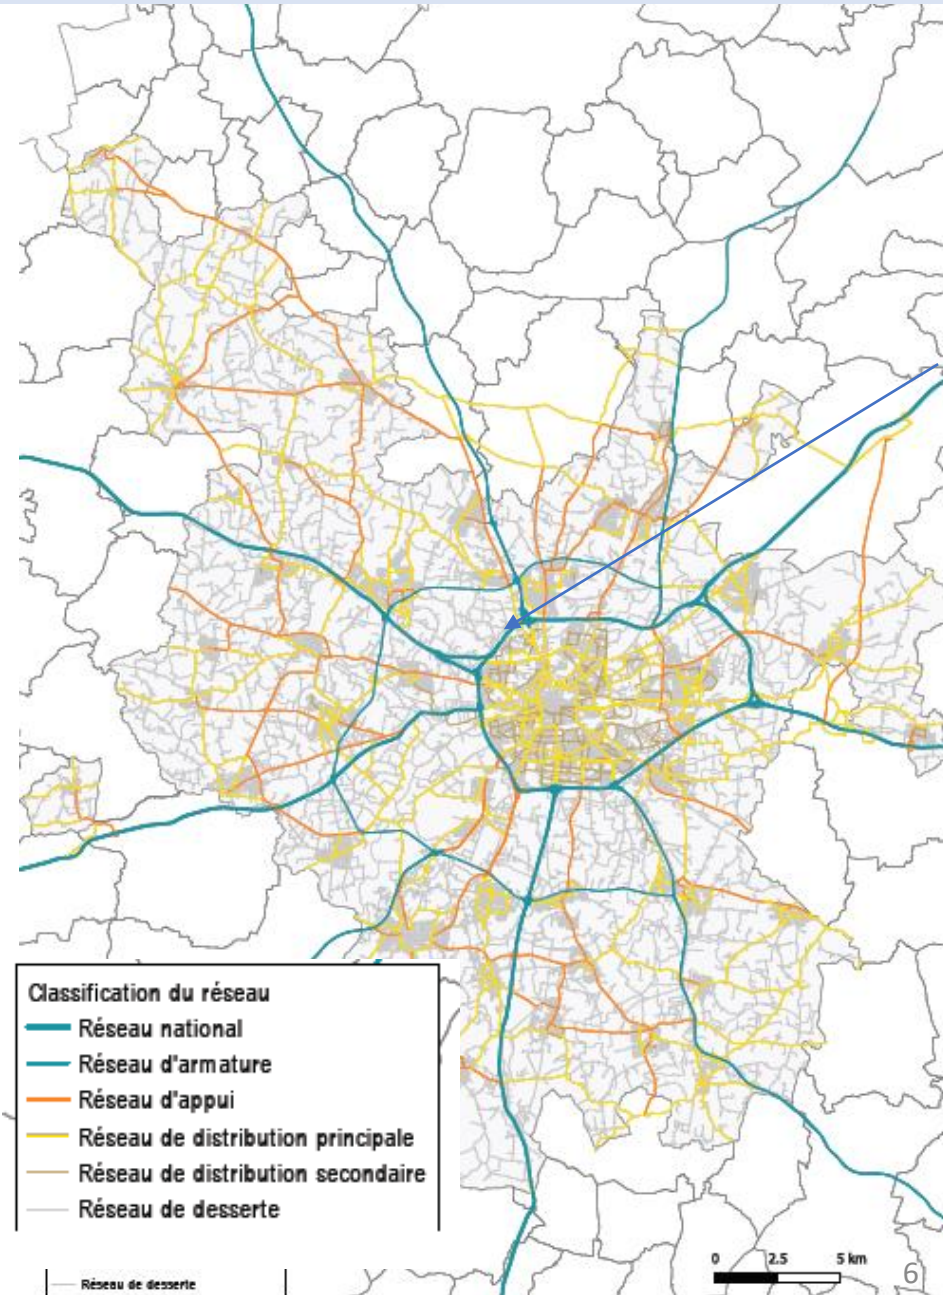 Classification du réseau
Réseau national
Réseau d'armature
Réseau d'appui
Réseau de distribution principale
Réseau de distribution secondaire
Réseau de desserte
Réseau de desserte
0 2.5 5 km
6